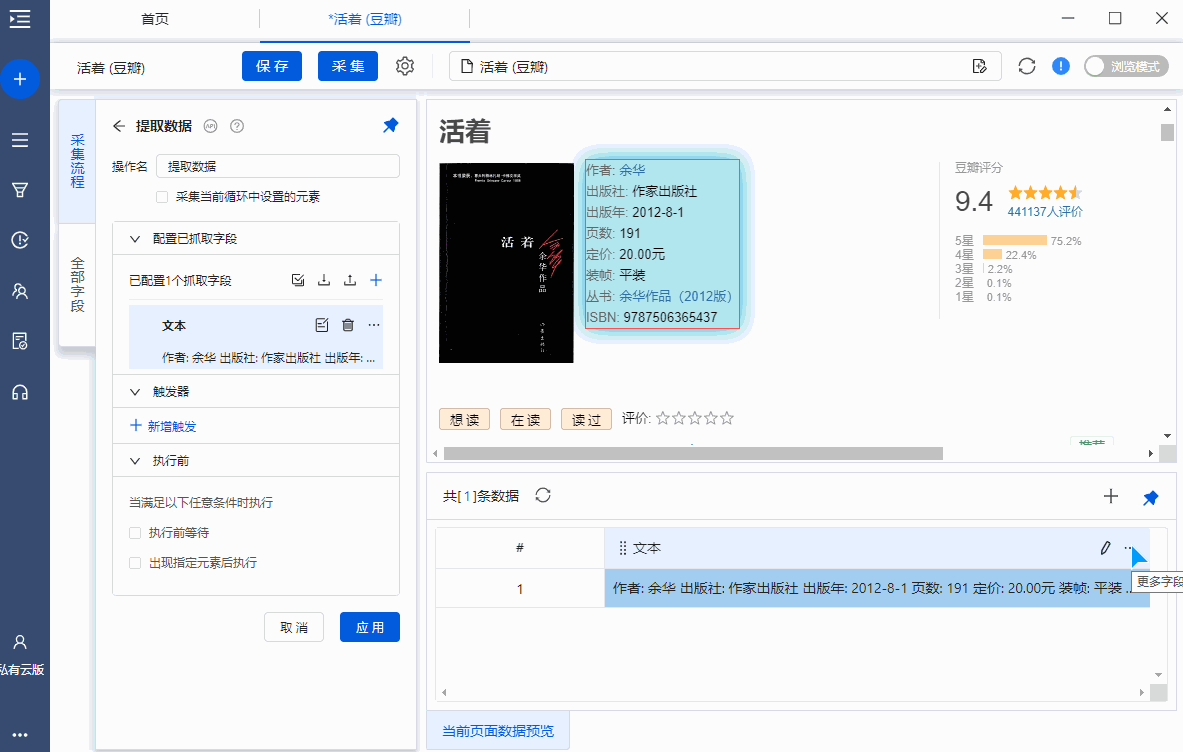 首页
*活着 (豆瓣)
活着 (豆瓣)
保 存
采 集
活着 (豆瓣)
浏览模式
采集流程
全部字段
提取数据
API
操作名
提取数据
采集当前循环中设置的元素
配置已抓取字段
已配置1个抓取字段
文本
作者: 余华 出版社: 作家出版社 出版年: ...
触发器
新增触发
执行前
当满足以下任意条件时执行
执行前等待
出现指定元素后执行
取 消
应 用
私有云版
活着
活着
余华作品
作家出版社
作者: 余华
出版社: 作家出版社
出版年: 2012-8-1
页数: 191
定价: 20.00元
装帧: 平装
丛书: 余华作品（2012版）
ISBN: 9787506365437
豆瓣评分
9.4
441137人评价
5星 75.2%
4星 22.4%
3星 2.2%
2星 0.1%
1星 0.1%
想 读
在 读
读 过
评价:
推荐
共[1]条数据
#
文本
1
作者: 余华 出版社: 作家出版社 出版年: 2012-8-1 页数: 191 定价: 20.00元 装帧: 平装 ...
更多字段
当前页面数据预览